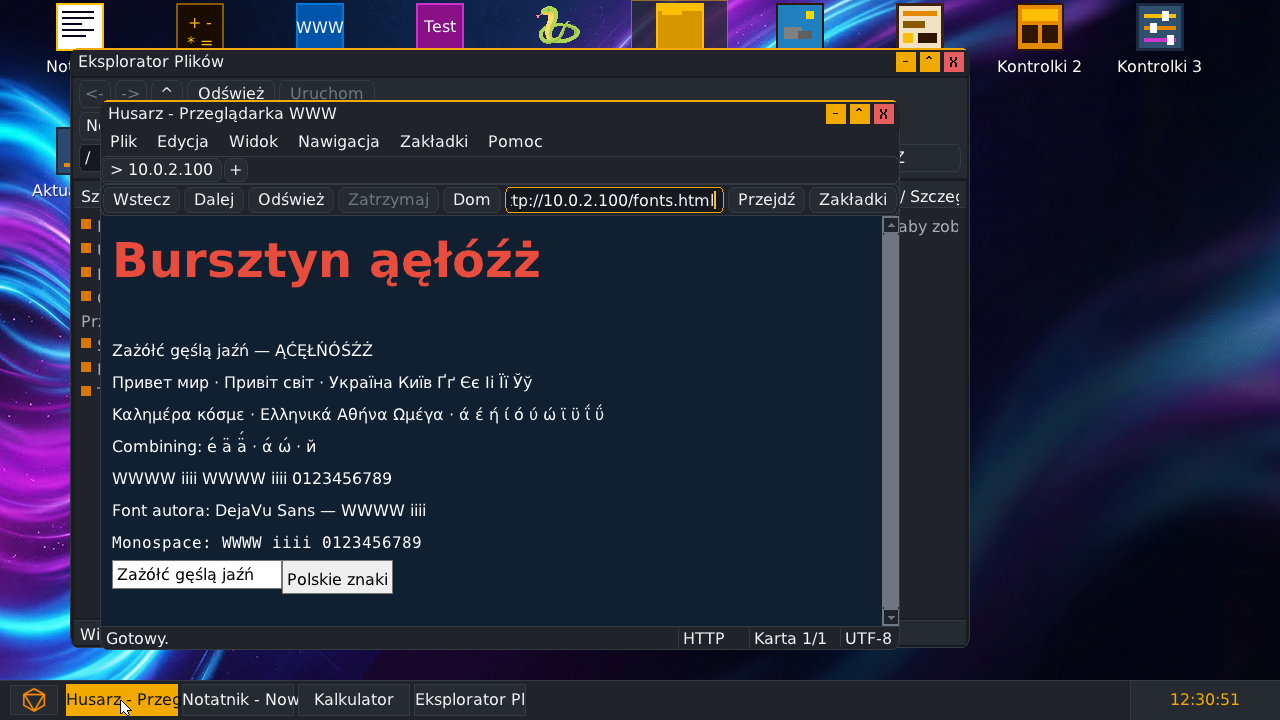 + -
* =
WWW
Test
Kontrolki 2
Kontrolki 3
Eksplorator Plików
<- -> ^ Odśwież Uruchom
Husarz - Przeglądarka WWW
Plik Edycja Widok Nawigacja Zakładki Pomoc
/
> 10.0.2.100 +
Wstecz Dalej Odśwież Zatrzymaj Dom tp://10.0.2.100/fonts.html Przejdź Zakładki
Bursztyn ąęłóźż
Zażółć gęślą jaźń — ĄĆĘŁŃÓŚŹŻ
Привет мир · Привіт світ · Україна Київ Ґґ Єє Іі Її Ўў
Καλημέρα κόσμε · Ελληνικά Αθήνα Ωμέγα · ά έ ή ί ό ύ ώ ϊ ϋ ΐ ΰ
Combining: é ä ä́ · ά ώ · й
WWWW iiii WWWW iiii 0123456789
Font autora: DejaVu Sans — WWWW iiii
Monospace: WWWW iiii 0123456789
Zażółć gęślą jaźń Polskie znaki
Gotowy. HTTP Karta 1/1 UTF-8
Husarz - Przeg Notatnik - Now Kalkulator Eksplorator Pl 12:30:51